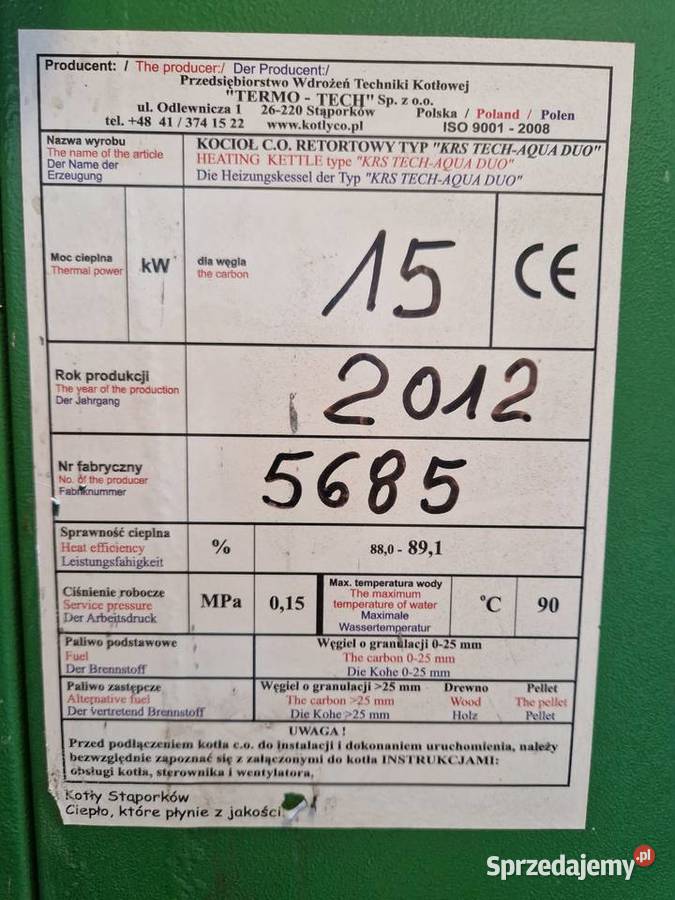 Producent: / The producer:/ Der Producent:/
Przedsiębiorstwo Wdrożeń Techniki Kotłowej
"TERMO - TECH" Sp. z o.o.
ul. Odlewnicza 1 26-220 Stąporków Polska / Poland / Polen
tel. +48 41/374 15 22 www.kotlyco.pl ISO 9001 - 2008
Nazwa wyrobu
The name of the article
Der Name der
Erzeugung
KOCIOŁ C.O. RETORTOWY TYP "KRS TECH-AQUA DUO"
HEATING KETTLE type "KRS TECH-AQUA DUO"
Die Heizungskessel der Typ "KRS TECH-AQUA DUO"
Moc cieplna
Thermal power
kW
dla węgla
the carbon
15
CE
Rok produkcji
The year of the production
Der Jahrgang
2012
Nr fabryczny
No. of the producer
Fabriknummer
5685
Sprawność cieplna
Heat efficiency
Leistungsfahigkeit
%
88,0 - 89,1
Ciśnienie robocze
Service pressure
Der Arbeitsdruck
MPa
0,15
Max. temperatura wody
The maximum
temperature of water
Maximale
Wassertemperatur
°C
90
Paliwo podstawowe
Fuel
Der Brennstoff
Węgiel o granulacji 0-25 mm
The carbon 0-25 mm
Die Kohe 0-25 mm
Paliwo zastępcze
Alternative fuel
Der vertretend Brennstoff
Węgiel o granulacji >25 mm Drewno Pellet
The carbon >25 mm Wood The pellet
Die Kohe >25 mm Holz Pellet
UWAGA !
Przed podłączeniem kotła c.o. do instalacji i dokonaniem uruchomienia, należy
bezwzględnie zapoznać się z załączonymi do kotła INSTRUKCJAMI:
obsługi kotła, sterownika i wentylatora.
Kotły Stąporków
Ciepło, które płynie z jakości
Sprzedajemy.pl